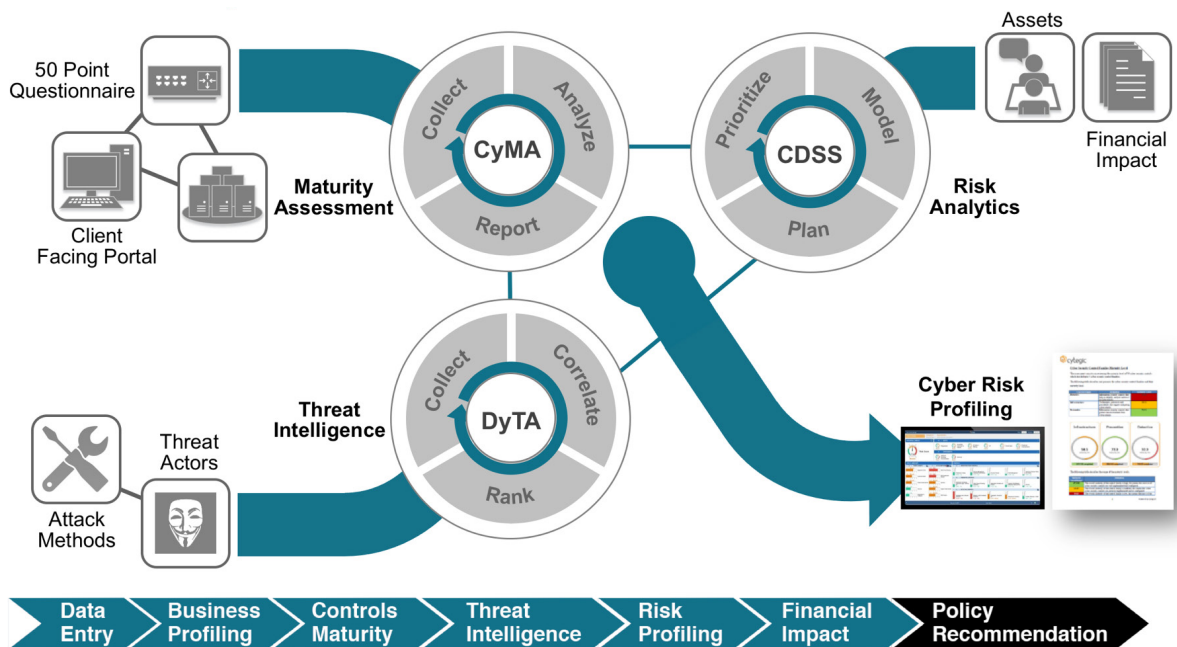 50 Point
Questionnaire
Client
Facing Portal
Maturity
Assessment
Collect
Analyze
Report
CyMA
Prioritize
Model
Plan
CDSS
Assets
Financial
Impact
Risk
Analytics
Collect
Correlate
Rank
DyTA
Threat
Intelligence
Threat
Actors
Attack
Methods
Cyber Risk
Profiling
cytegic
Data
Entry
Business
Profiling
Controls
Maturity
Threat
Intelligence
Risk
Profiling
Financial
Impact
Policy
Recommendation